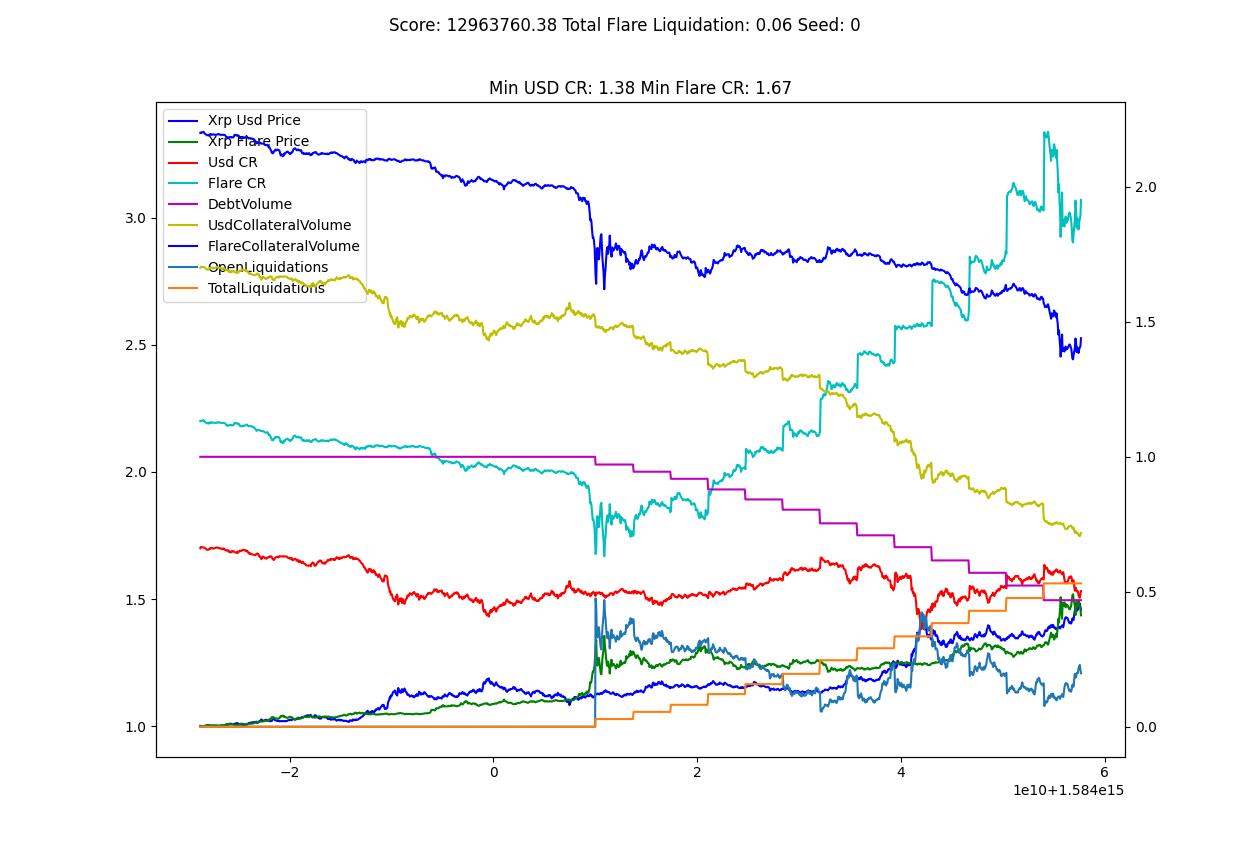 Score: 12963760.38 Total Flare Liquidation: 0.06 Seed: 0
Min USD CR: 1.38 Min Flare CR: 1.67
Xrp Usd Price
Xrp Flare Price
Usd CR
Flare CR
DebtVolume
UsdCollateralVolume
FlareCollateralVolume
OpenLiquidations
TotalLiquidations
3.0
2.5
2.0
1.5
1.0
2.0
1.5
1.0
0.5
0.0
−2
0
2
4
6
1e10+1.584e15